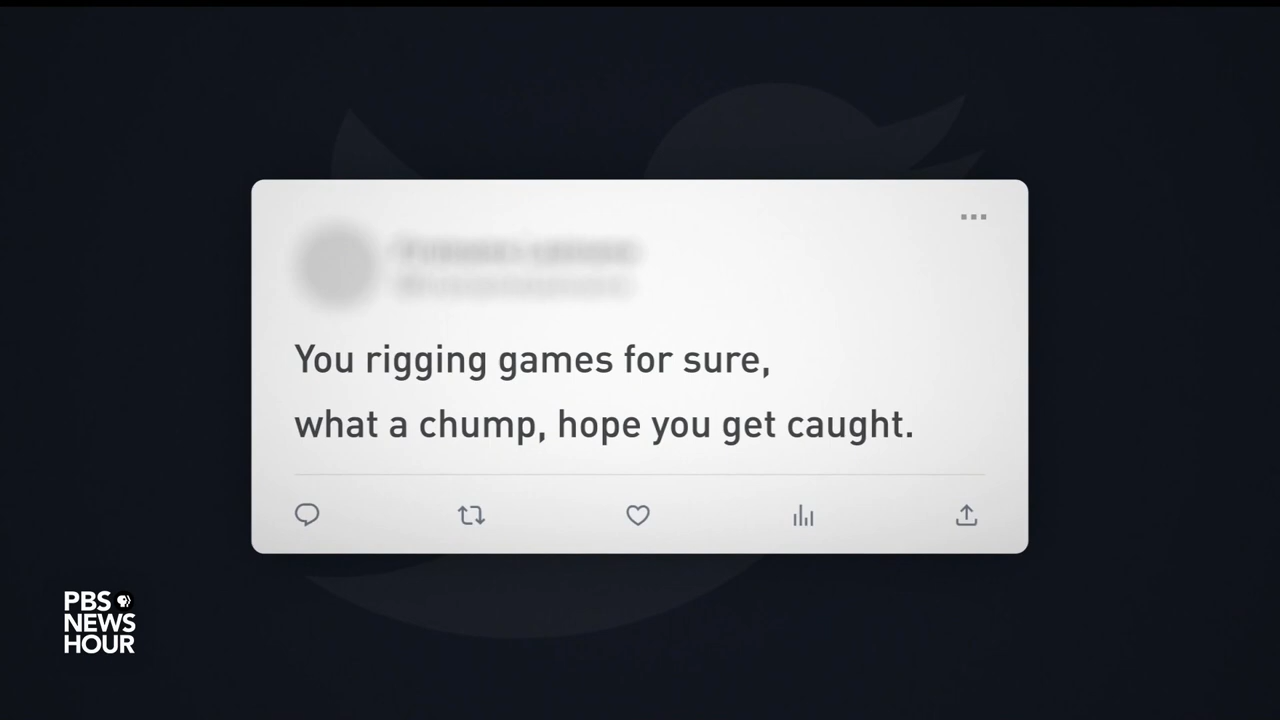 You rigging games for sure,
what a chump, hope you get caught.
PBS
NEWS
HOUR